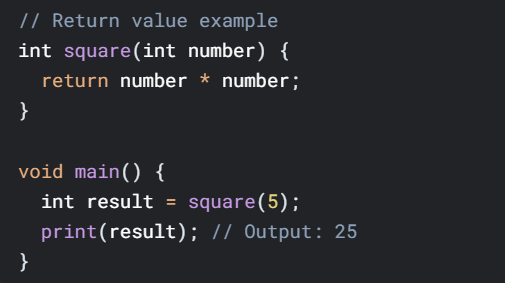 // Return value example
int square(int number) {
  return number * number;
}

void main() {
  int result = square(5);
  print(result); // Output: 25
}